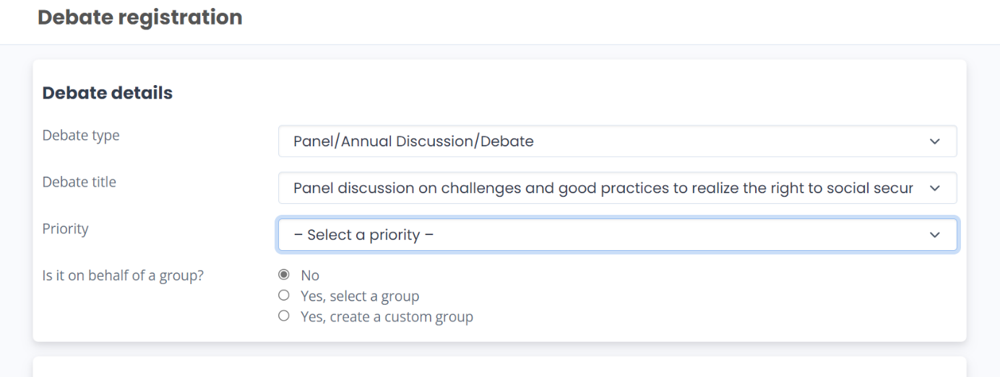 Debate registration
Debate details
Debate type
Panel/Annual Discussion/Debate
Debate title
Panel discussion on challenges and good practices to realize the right to social secur
Priority
– Select a priority –
Is it on behalf of a group?
No
Yes, select a group
Yes, create a custom group